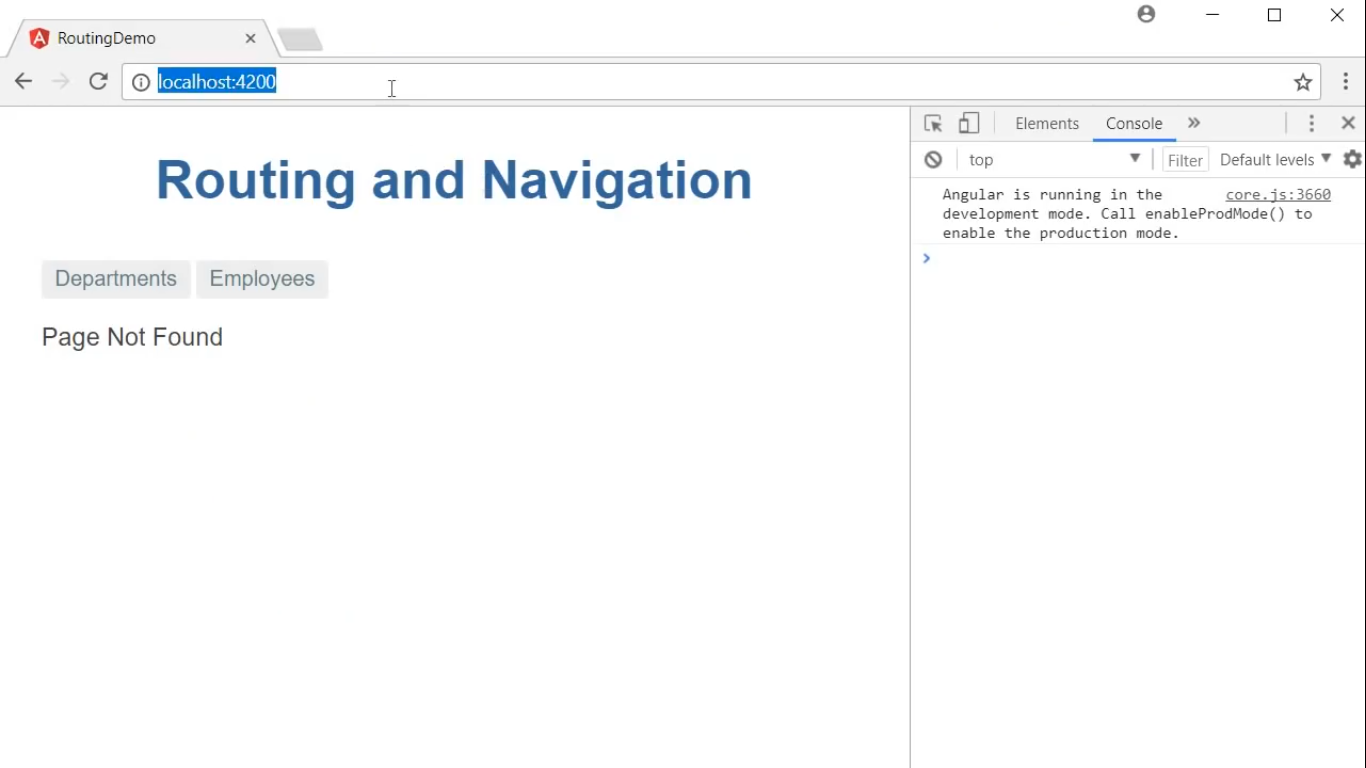 RoutingDemo
localhost:4200
Routing and Navigation
Departments Employees
Page Not Found
Elements Console
top Filter Default levels
Angular is running in the core.js:3660
development mode. Call enableProdMode() to
enable the production mode.